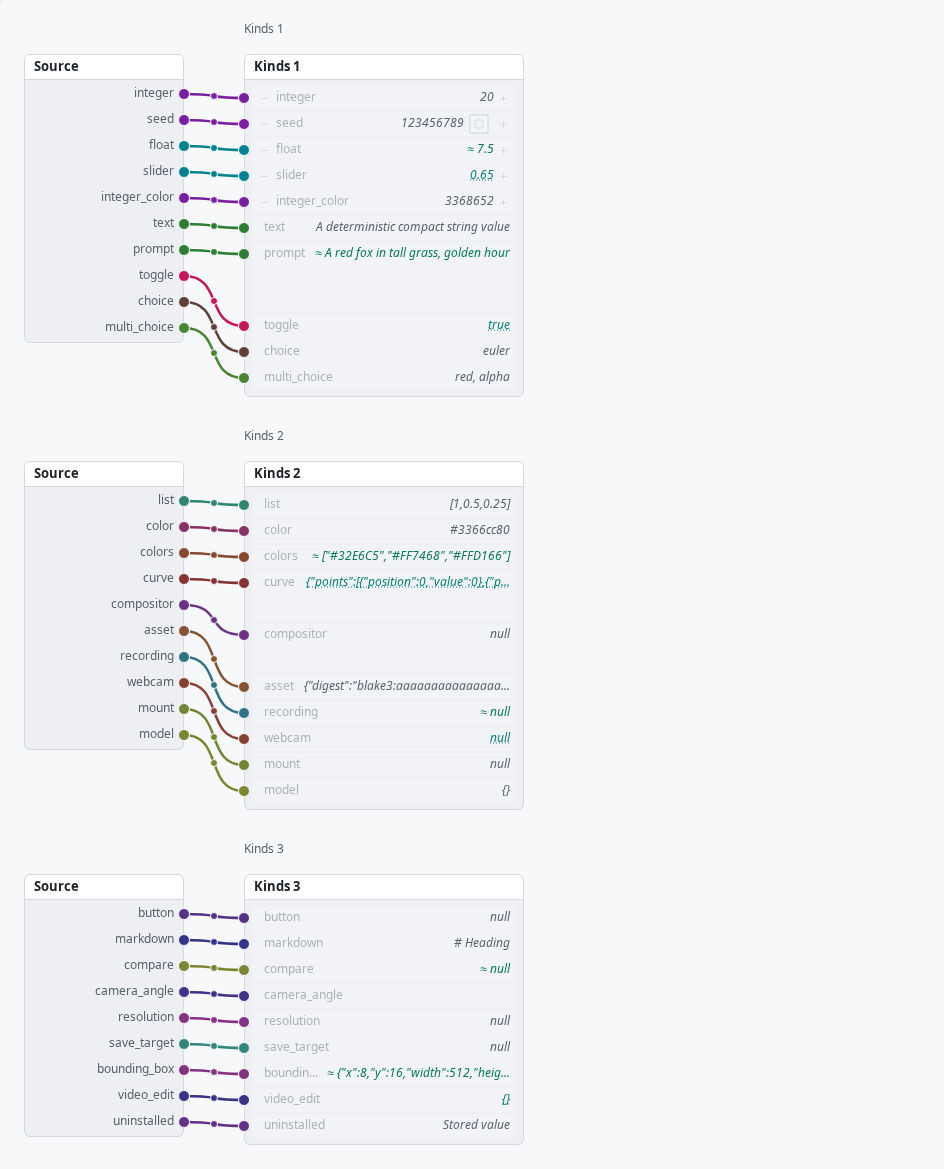 Kinds 1
Source
Kinds 1
integer
integer
20
seed
seed
123456789
float
float
≈ 7.5
slider
slider
0.65
integer_color
integer_color
3368652
text
text
A deterministic compact string value
prompt
prompt
≈ A red fox in tall grass, golden hour
toggle
choice
multi_choice
toggle
true
choice
euler
multi_choice
red, alpha
Kinds 2
Source
Kinds 2
list
list
[1,0.5,0.25]
color
color
#3366cc80
colors
colors
≈ ["#32E6C5","#FF7468","#FFD166"]
curve
curve
{"points":[{"position":0,"value":0},{"p...
compositor
asset
compositor
null
recording
webcam
asset
{"digest":"blake3:aaaaaaaaaaaaaaa...
mount
recording
≈ null
model
webcam
null
mount
null
model
{}
Kinds 3
Source
Kinds 3
button
button
null
markdown
markdown
# Heading
compare
compare
≈ null
camera_angle
camera_angle
resolution
resolution
null
save_target
save_target
null
bounding_box
boundin...
≈ {"x":8,"y":16,"width":512,"heig...
video_edit
video_edit
{}
uninstalled
uninstalled
Stored value